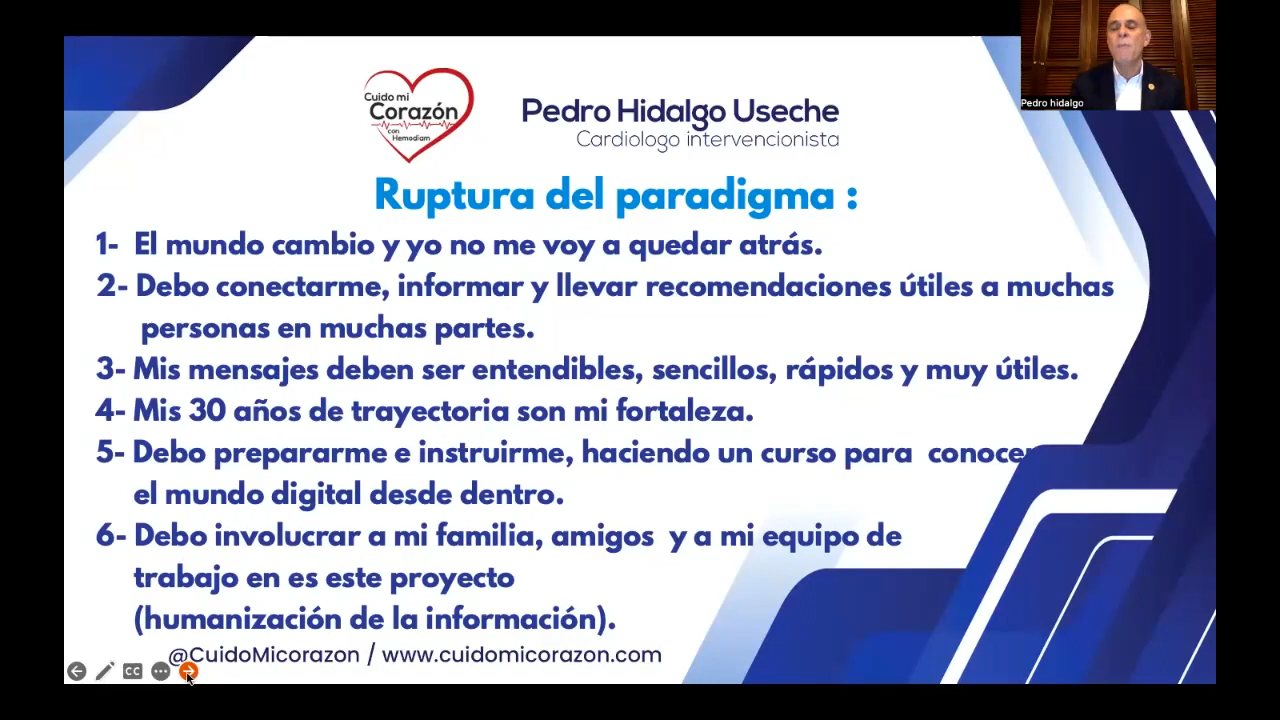 Pedro hidalgo
Cuido mi
Corazón
con
Hemodiam
Pedro Hidalgo Useche
Cardiologo intervencionista
Ruptura del paradigma :
1- El mundo cambio y yo no me voy a quedar atrás.
2- Debo conectarme, informar y llevar recomendaciones útiles a muchas
personas en muchas partes.
3- Mis mensajes deben ser entendibles, sencillos, rápidos y muy útiles.
4- Mis 30 años de trayectoria son mi fortaleza.
5- Debo prepararme e instruirme, haciendo un curso para conocer
el mundo digital desde dentro.
6- Debo involucrar a mi familia, amigos y a mi equipo de
trabajo en es este proyecto
(humanización de la información).
@CuidoMicorazon / www.cuidomicorazon.com
CC